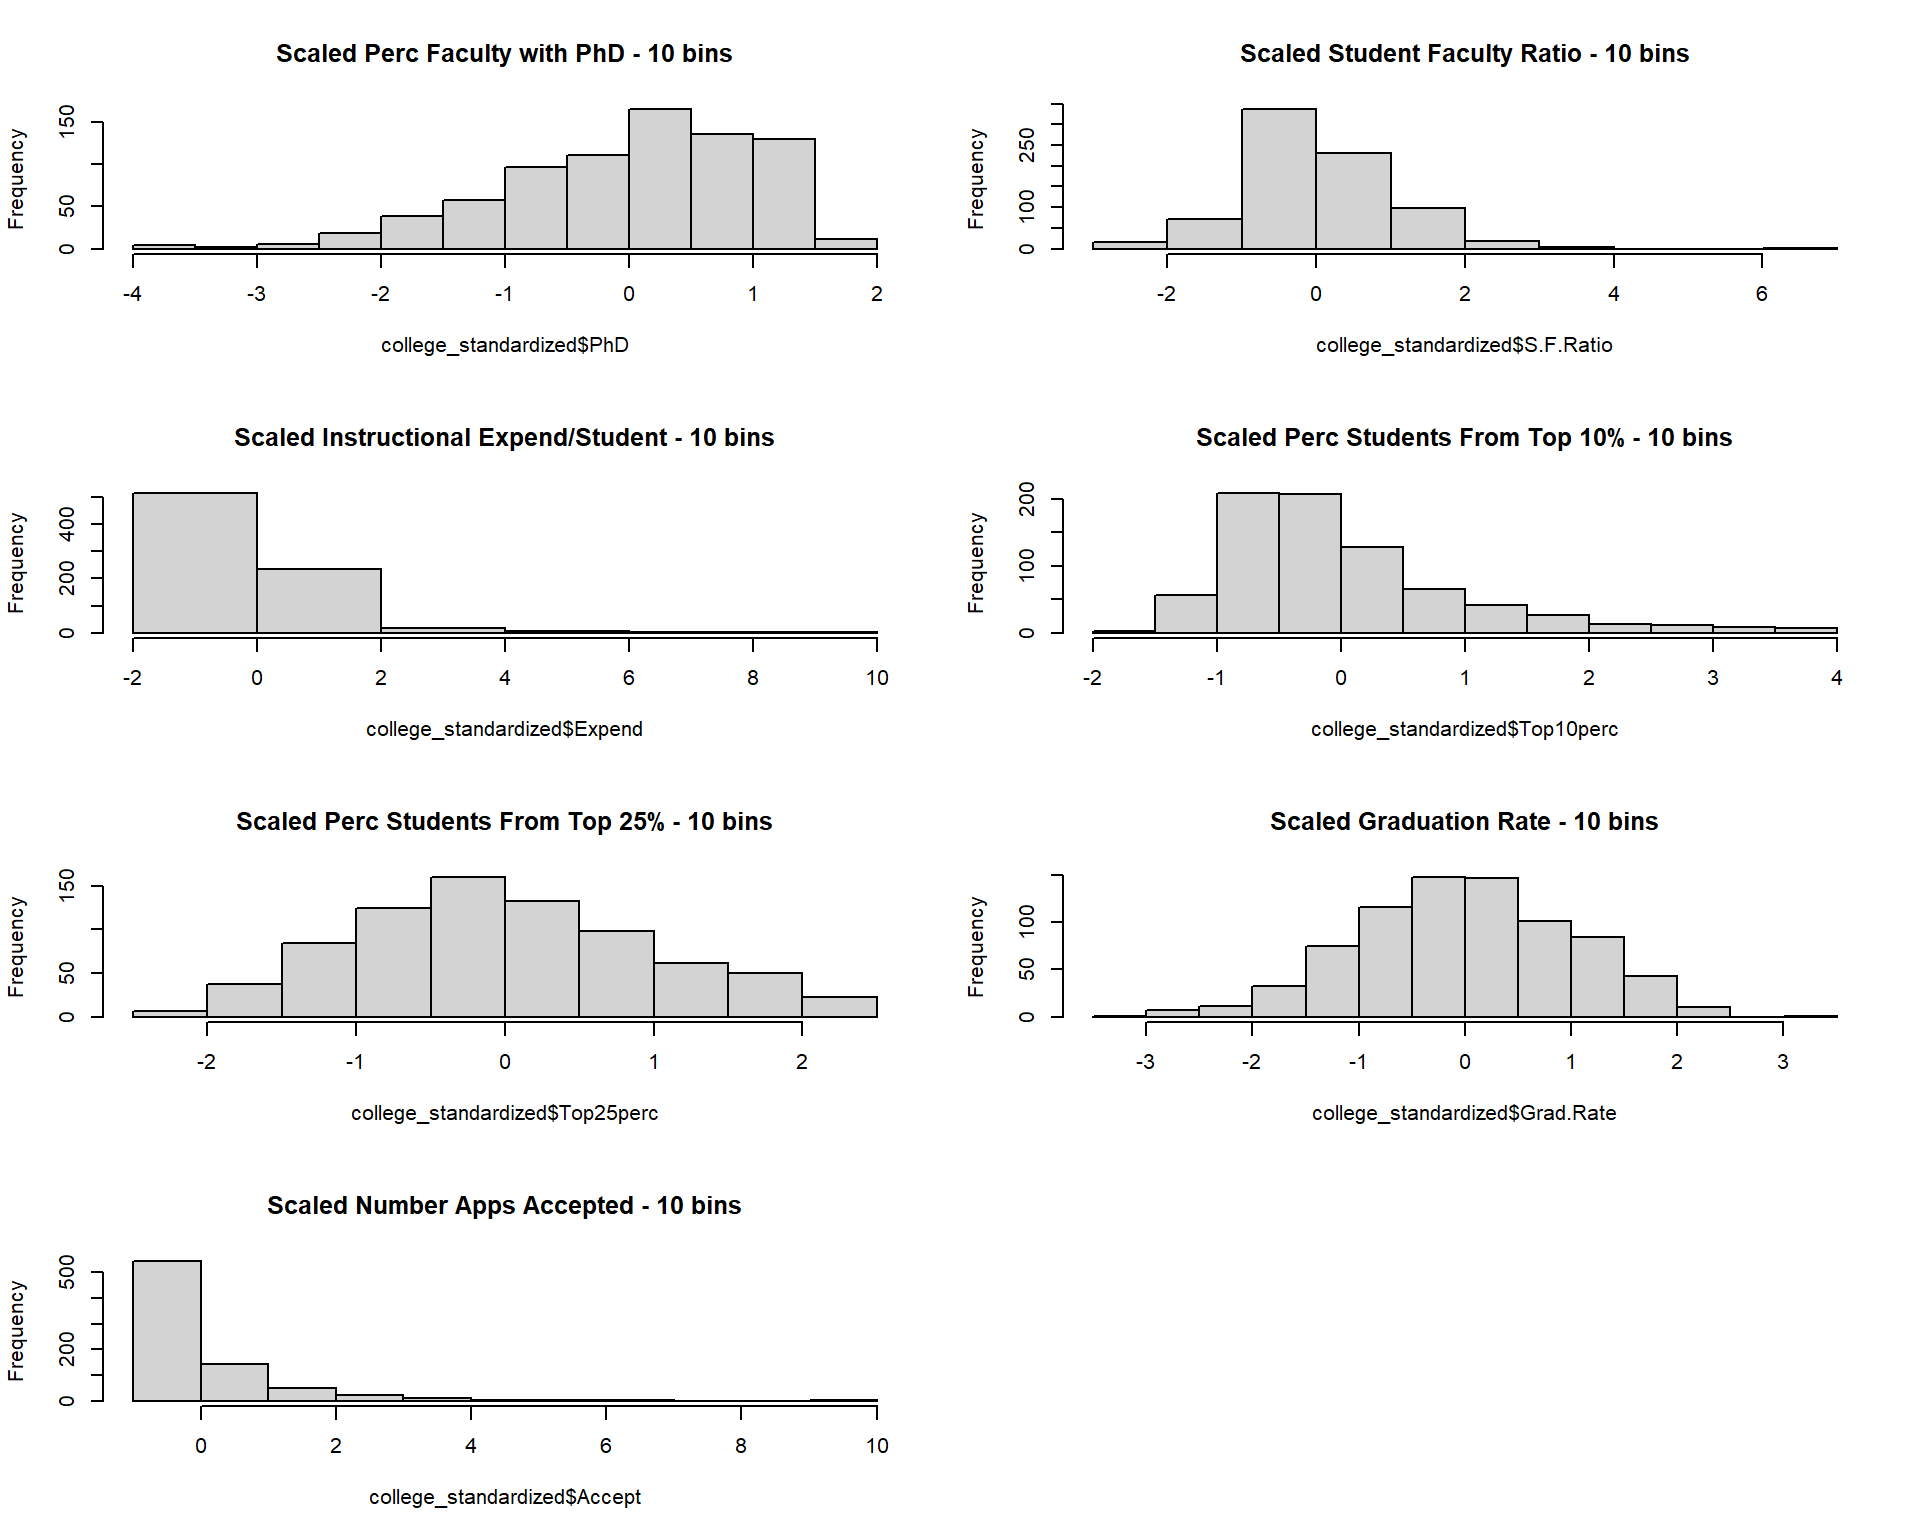 Scaled Perc Faculty with PhD - 10 bins
Frequency
150
50
0
-4 -3 -2 -1 0 1 2
college_standardized$PhD
Scaled Student Faculty Ratio - 10 bins
Frequency
250
100
0
-2 0 2 4 6
college_standardized$S.F.Ratio
Scaled Instructional Expend/Student - 10 bins
Frequency
400
200
0
-2 0 2 4 6 8 10
college_standardized$Expend
Scaled Perc Students From Top 10% - 10 bins
Frequency
200
100
0
-2 -1 0 1 2 3 4
college_standardized$Top10perc
Scaled Perc Students From Top 25% - 10 bins
Frequency
150
50
0
-2 -1 0 1 2
college_standardized$Top25perc
Scaled Graduation Rate - 10 bins
Frequency
100
50
0
-3 -2 -1 0 1 2 3
college_standardized$Grad.Rate
Scaled Number Apps Accepted - 10 bins
Frequency
500
200
0
0 2 4 6 8 10
college_standardized$Accept